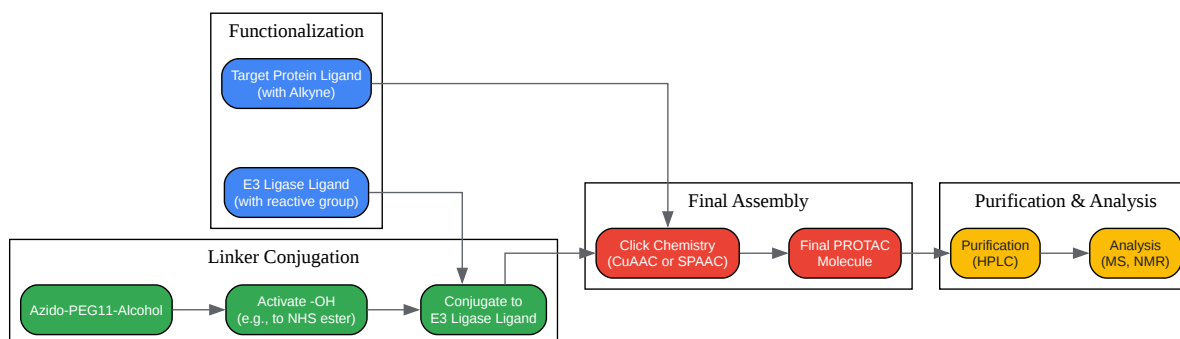 Functionalization
Target Protein Ligand
(with Alkyne)
E3 Ligase Ligand
(with reactive group)
Linker Conjugation
Azido-PEG11-Alcohol
Activate -OH
(e.g., to NHS ester)
Conjugate to
E3 Ligase Ligand
Final Assembly
Click Chemistry
(CuAAC or SPAAC)
Final PROTAC
Molecule
Purification & Analysis
Purification
(HPLC)
Analysis
(MS, NMR)